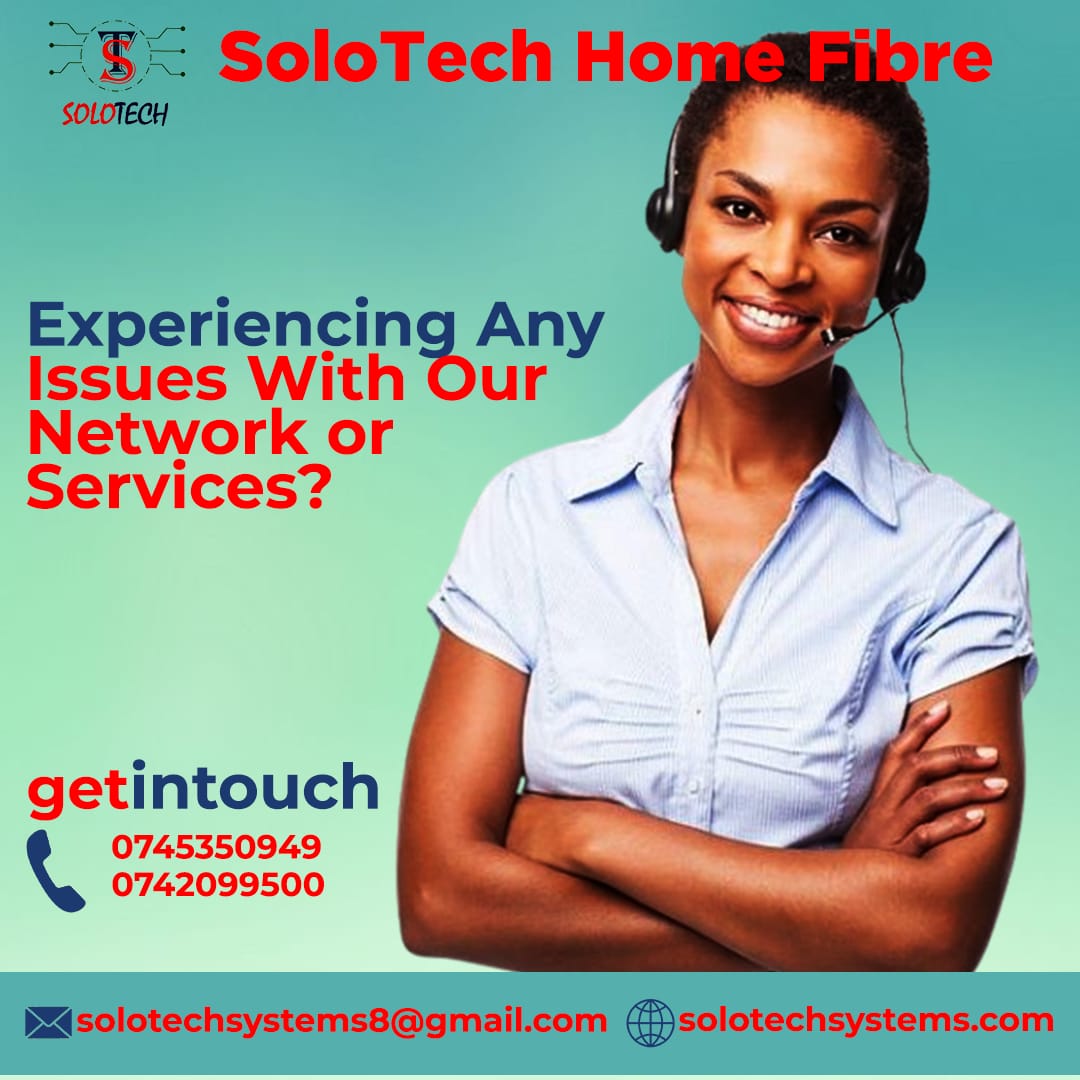 TS
SOLOTECH
SoloTech Home Fibre
Experiencing Any
Issues With Our
Network or
Services?
getintouch
0745350949
0742099500
solotechsystems8@gmail.com
solotechsystems.com